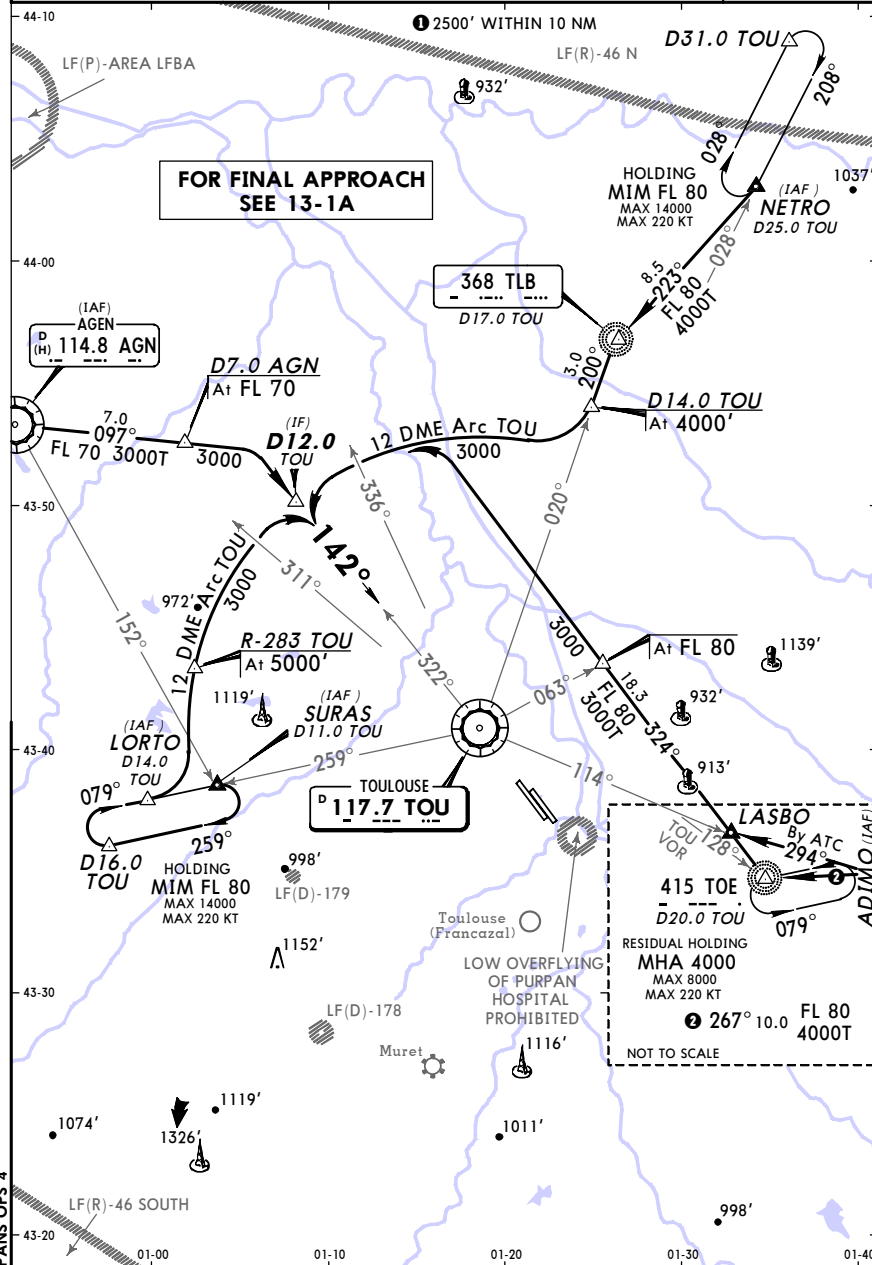 44-10
❶ 2500' WITHIN 10 NM
D31.0 TOU
LF(P)-AREA LFBA
LF(R)-46 N
932'
208°
028°
FOR FINAL APPROACH
SEE 13-1A
HOLDING
MIM FL 80
MAX 14000
MAX 220 KT
(IAF)
NETRO
D25.0 TOU
1037'
028°
44-00
8.5
223°
FL 80
4000T
368 TLB
D17.0 TOU
(IAF)
AGEN
D
(H) 114.8 AGN
3.0
200°
D7.0 AGN
At FL 70
D14.0 TOU
At 4000'
7.0
097°
FL 70 3000T
3000
(IF)
D12.0
TOU
12 DME Arc TOU
3000
43-50
336°
020°
142°
311°
12 DME Arc TOU
3000
972'
152°
R-283 TOU
At 5000'
322°
063°
3000
At FL 80
1139'
18.3
FL 80
3000T
324°
932'
1119'
(IAF)
SURAS
D11.0 TOU
(IAF)
LORTO
D14.0
TOU
43-40
259°
114°
913'
079°
259°
D16.0
TOU
TOULOUSE
D 117.7 TOU
HOLDING
MIM FL 80
MAX 14000
MAX 220 KT
998'
LF(D)-179
LASBO
By ATC
294°
TOU
VOR
128°
ADIMO (IAF)
❷
415 TOE
D20.0 TOU
079°
Toulouse
(Francazal)
RESIDUAL HOLDING
MHA 4000
MAX 8000
MAX 220 KT
1152'
LOW OVERFLYING
OF PURPAN
HOSPITAL
PROHIBITED
43-30
❷ 267° 10.0 FL 80
4000T
NOT TO SCALE
LF(D)-178
Muret
1116'
1119'
1074'
1326'
1011'
PANS OPS 4
LF(R)-46 SOUTH
998'
43-20
01-00
01-10
01-20
01-30
01-40